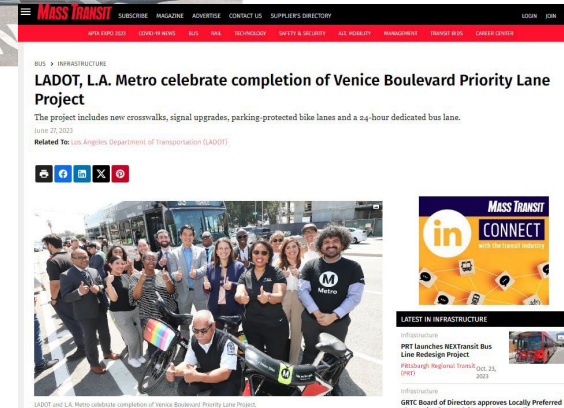 MASS TRANSIT
SUBSCRIBE MAGAZINE ADVERTISE CONTACT US SUPPLIER'S DIRECTORY
LOGIN JOIN
APTA EXPO 2023 COVID-19 NEWS BUS RAIL TECHNOLOGY SAFETY & SECURITY ALT. MOBILITY MANAGEMENT TRANSIT BIDS CAREER CENTER
BUS > INFRASTRUCTURE
LADOT, L.A. Metro celebrate completion of Venice Boulevard Priority Lane
Project
The project includes new crosswalks, signal upgrades, parking-protected bike lanes and a 24-hour dedicated bus lane.
June 27, 2023
Related To: Los Angeles Department of Transportation (LADOT)
M
Metro
LADOT and L.A. Metro celebrate completion of Venice Boulevard Priority Lane Project.
MASS TRANSIT
in
CONNECT
with the transit industry
LATEST IN INFRASTRUCTURE
Infrastructure
PRT launches NEXTransit Bus
Line Redesign Project
Pittsburgh Regional Transit
(PRT)
Oct. 23,
2023
Infrastructure
GRTC Board of Directors approves Locally Preferred